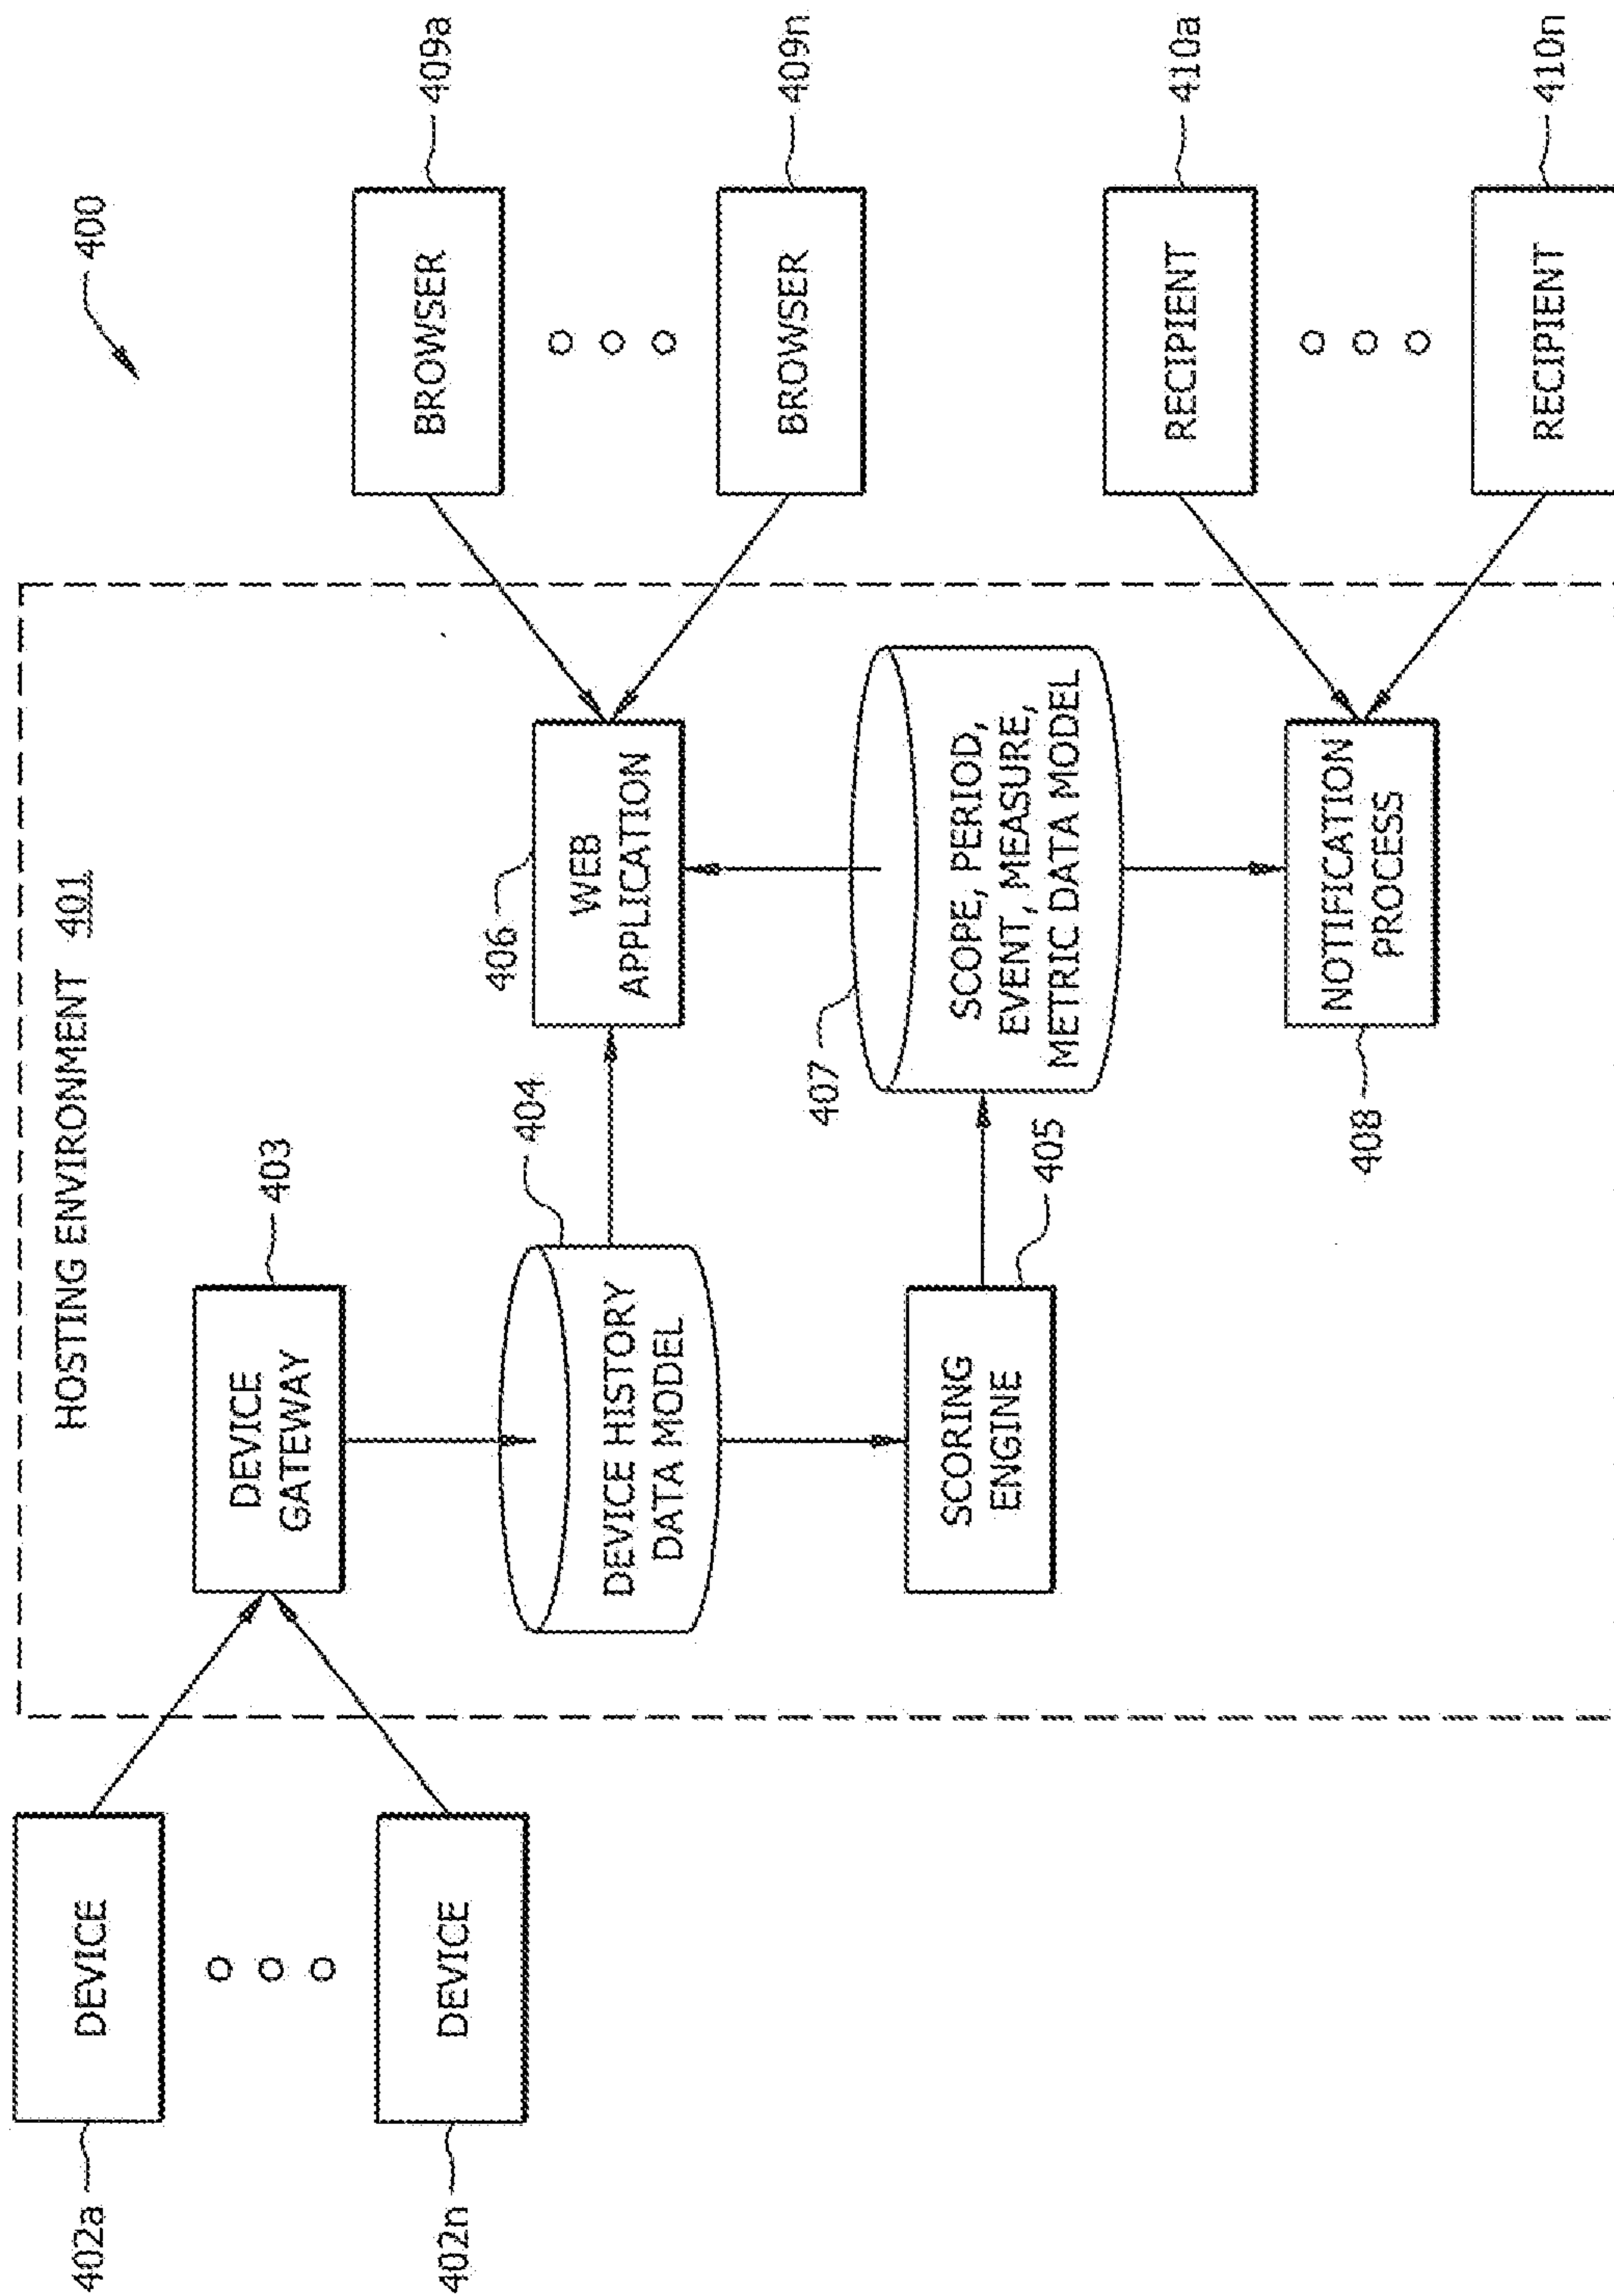 400
HOSTING ENVIRONMENT 401
402a
DEVICE
402n
DEVICE
403
DEVICE
GATEWAY
404
DEVICE HISTORY
DATA MODEL
SCORING
ENGINE
405
406
WEB
APPLICATION
407
SCOPE, PERIOD,
EVENT, MEASURE,
METRIC DATA MODEL
NOTIFICATION
PROCESS
408
BROWSER
409a
BROWSER
409n
RECIPIENT
410a
RECIPIENT
410n